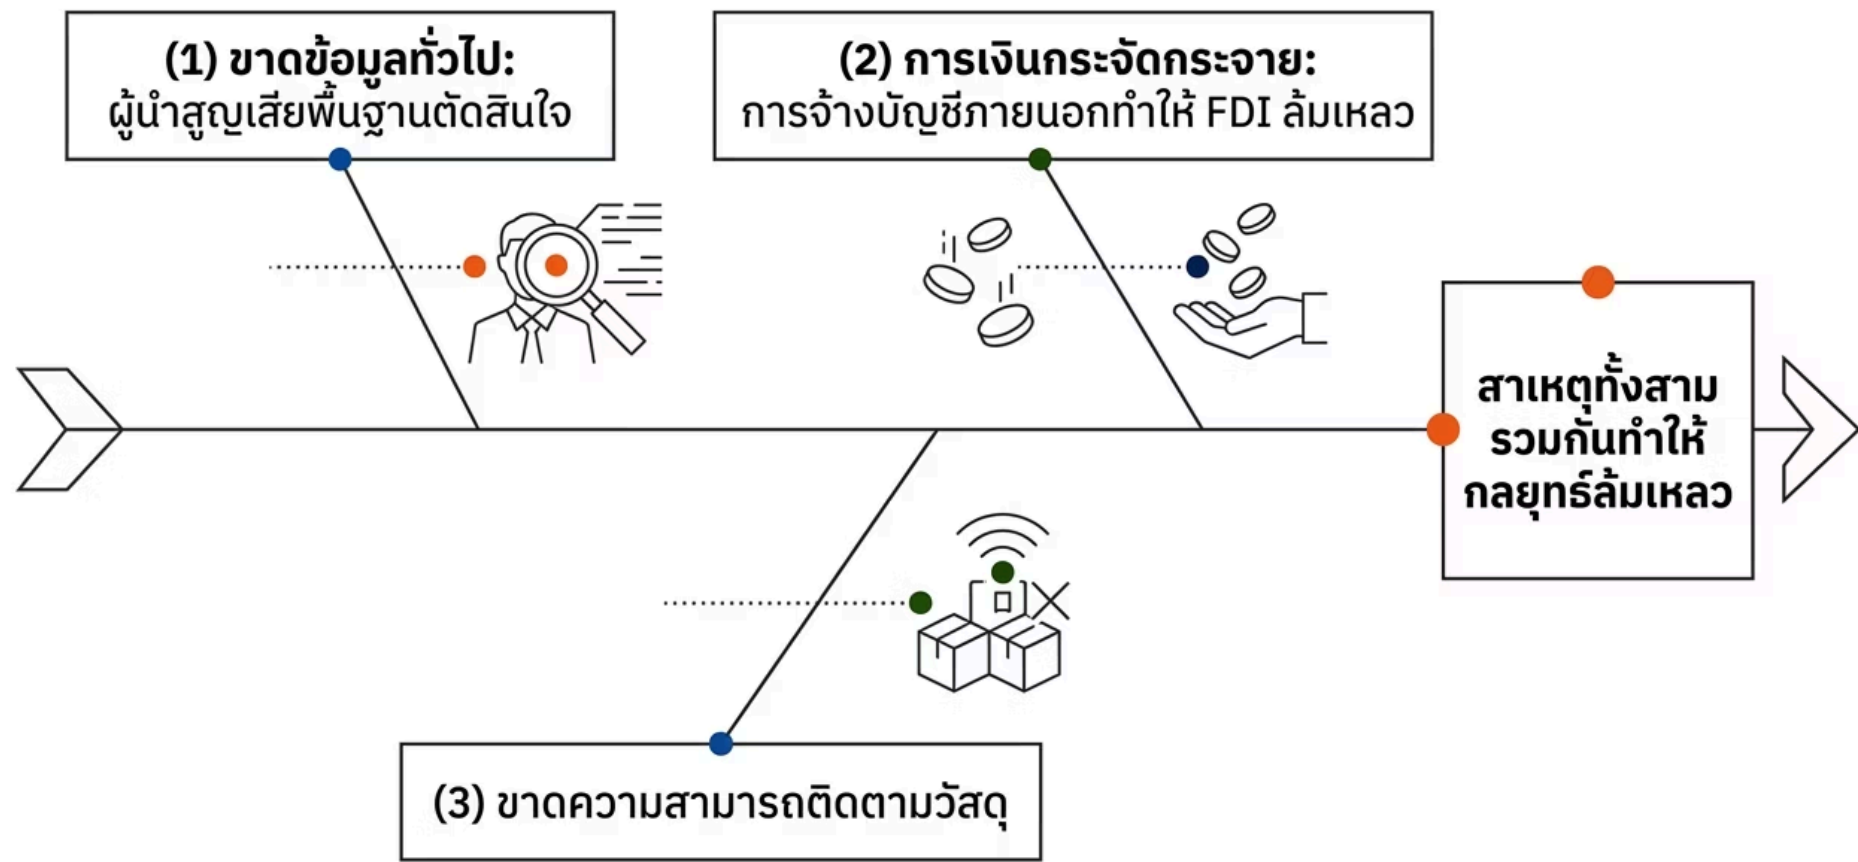 (1) ขาดข้อมูลทั่วไป:
ผู้นำสูญเสียพื้นฐานตัดสินใจ
(2) การเงินกระจัดกระจาย:
การจ้างบัญชีภายนอกทำให้ FDI ล้มเหลว
สาเหตุทั้งสาม
รวมกันทำให้
กลยุทธ์ล้มเหลว
(3) ขาดความสามารถติดตามวัสดุ